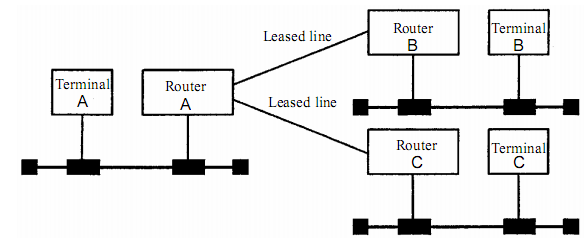 Terminal
A
Router
A
Leased line
Leased line
Router
B
Terminal
B
Router
C
Terminal
C